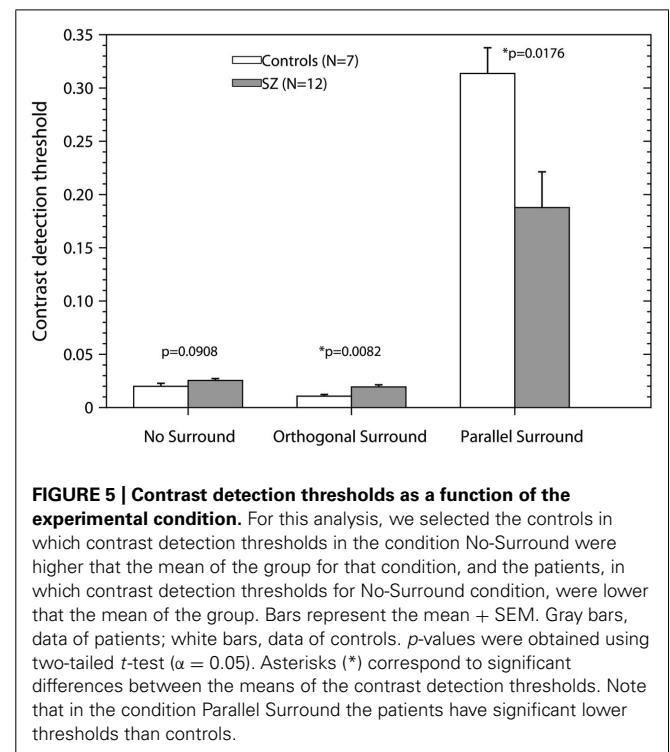 0.35
0.30
0.25
0.20
0.15
0.10
0.05
0
Contrast detection threshold
Controls (N=7)
SZ (N=12)
*p=0.0176
p=0.0908
*p=0.0082
No Surround
Orthogonal Surround
Parallel Surround
FIGURE 5 | Contrast detection thresholds as a function of the
experimental condition. For this analysis, we selected the controls in
which contrast detection thresholds in the condition No-Surround were
higher that the mean of the group for that condition, and the patients, in
which contrast detection thresholds for No-Surround condition, were lower
that the mean of the group. Bars represent the mean + SEM. Gray bars,
data of patients; white bars, data of controls. p-values were obtained using
two-tailed t-test (α = 0.05). Asterisks (*) correspond to significant
differences between the means of the contrast detection thresholds. Note
that in the condition Parallel Surround the patients have significant lower
thresholds than controls.